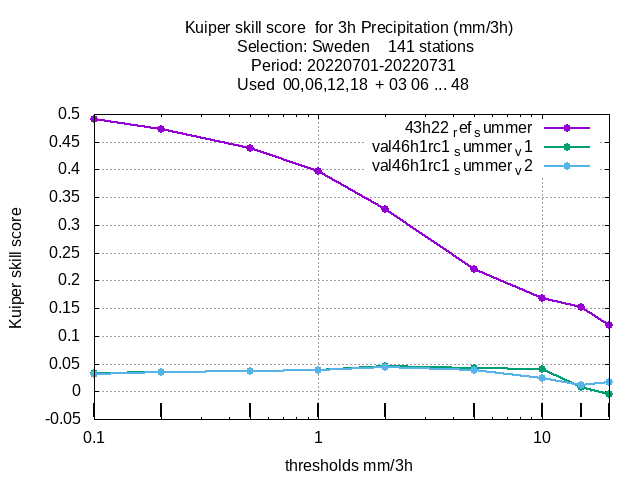 Kuiper skill score for 3h Precipitation (mm/3h)
Selection: Sweden 141 stations
Period: 20220701-20220731
Used 00,06,12,18 + 03 06 ... 48
43h22 ref summer
val46h1rc1 summer v1
val46h1rc1 summer v2
Kuiper skill score
0.5
0.45
0.4
0.35
0.3
0.25
0.2
0.15
0.1
0.05
0
-0.05
0.1 1 10
thresholds mm/3h